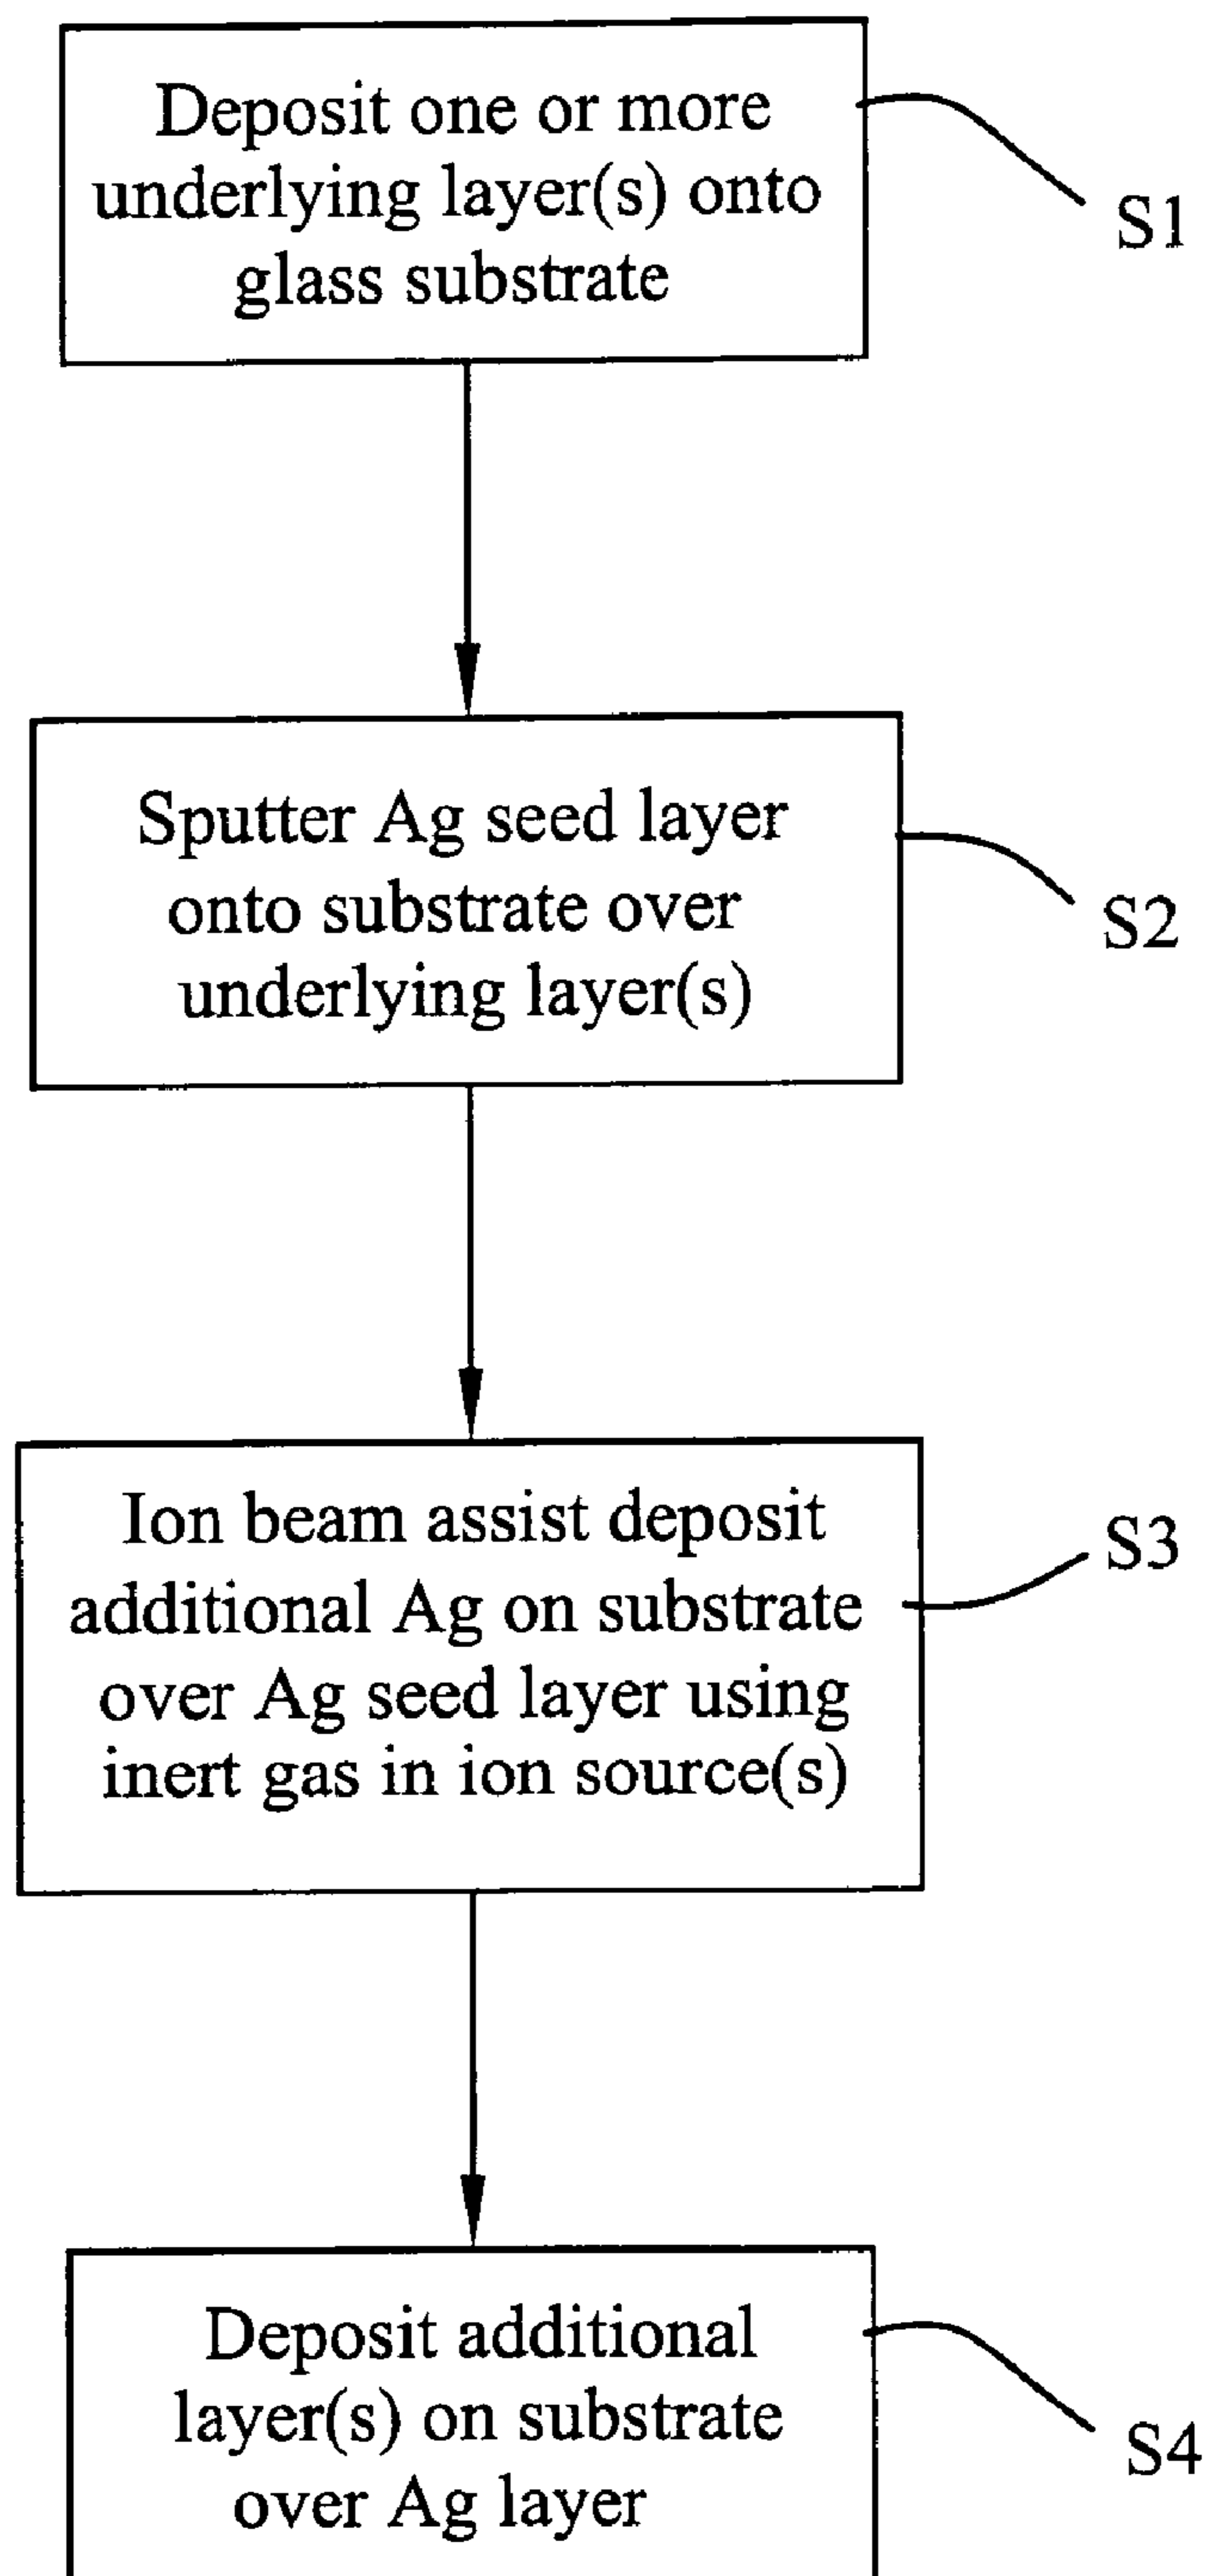 Deposit one or more
underlying layer(s) onto
glass substrate
S1
Sputter Ag seed layer
onto substrate over
underlying layer(s)
S2
Ion beam assist deposit
additional Ag on substrate
over Ag seed layer using
inert gas in ion source(s)
S3
Deposit additional
layer(s) on substrate
over Ag layer
S4